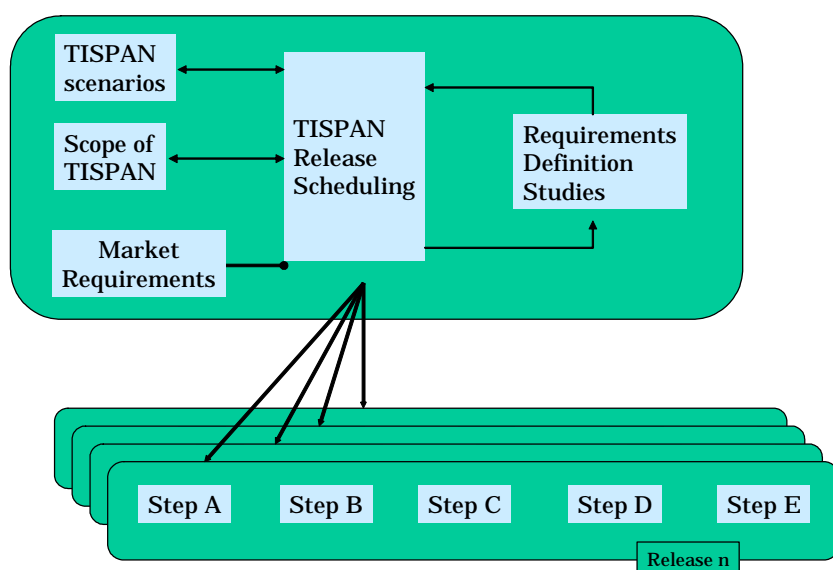 TISPAN
scenarios
Scope of
TISPAN
Market
Requirements
TISPAN
Release
Scheduling
Requirements
Definition
Studies
Step A
Step B
Step C
Step D
Step E
Release n